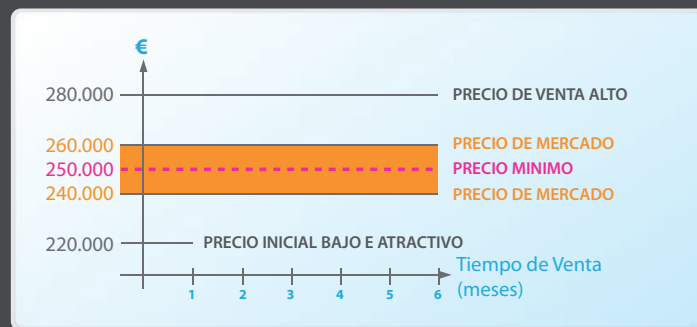 €
280.000 PRECIO DE VENTA ALTO
260.000 PRECIO DE MERCADO
250.000 PRECIO MINIMO
240.000 PRECIO DE MERCADO
220.000 PRECIO INICIAL BAJO E ATRACTIVO
Tiempo de Venta
(meses)
1 2 3 4 5 6